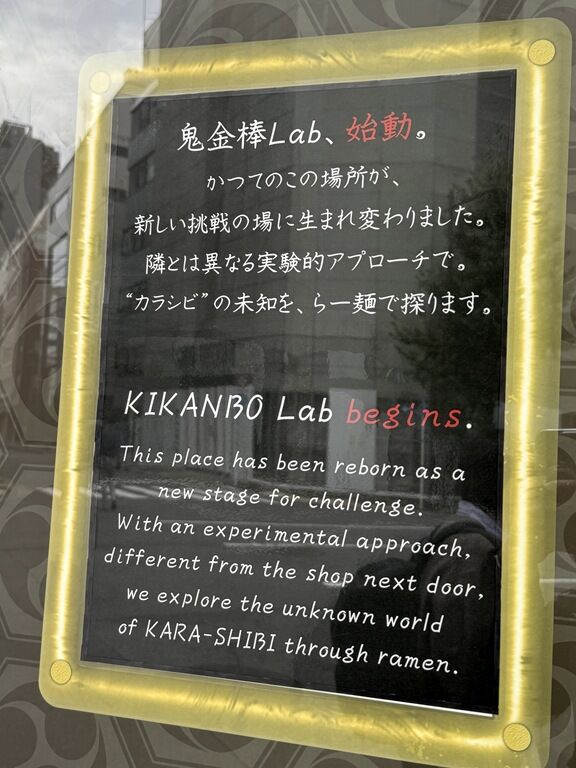 鬼金棒Lab、始動。
かつてのこの場所が、
新しい挑戦の場に生まれ変わりました。
隣とは異なる実験的アプローチで。
“カラシビ”の未知を、らー麺で探ります。
KIKANBO Lab begins.
This place has been reborn as a
new stage for challenge.
With an experimental approach,
different from the shop next door,
we explore the unknown world
of KARA-SHIBI through ramen.